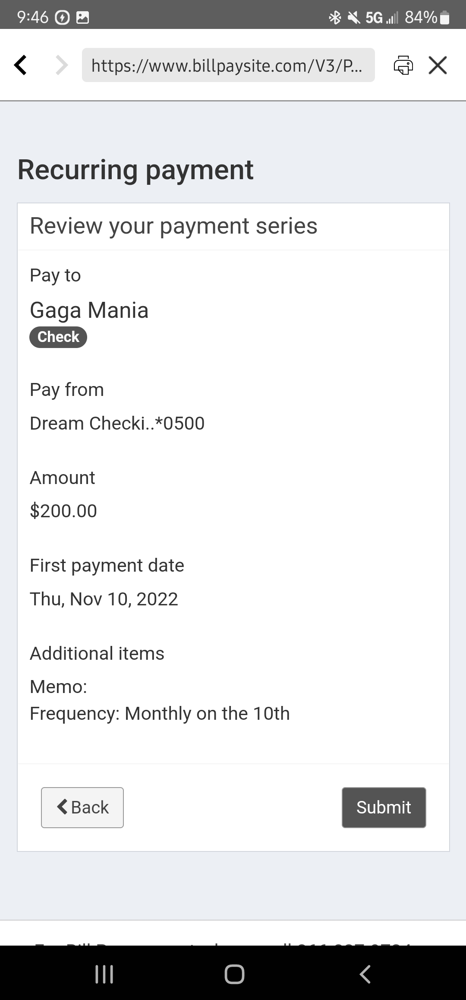 9:46
5G 84%
https://www.billpaysite.com/V3/P...
Recurring payment
Review your payment series
Pay to
Gaga Mania
Check
Pay from
Dream Checki..*0500
Amount
$200.00
First payment date
Thu, Nov 10, 2022
Additional items
Memo:
Frequency: Monthly on the 10th
Back
Submit